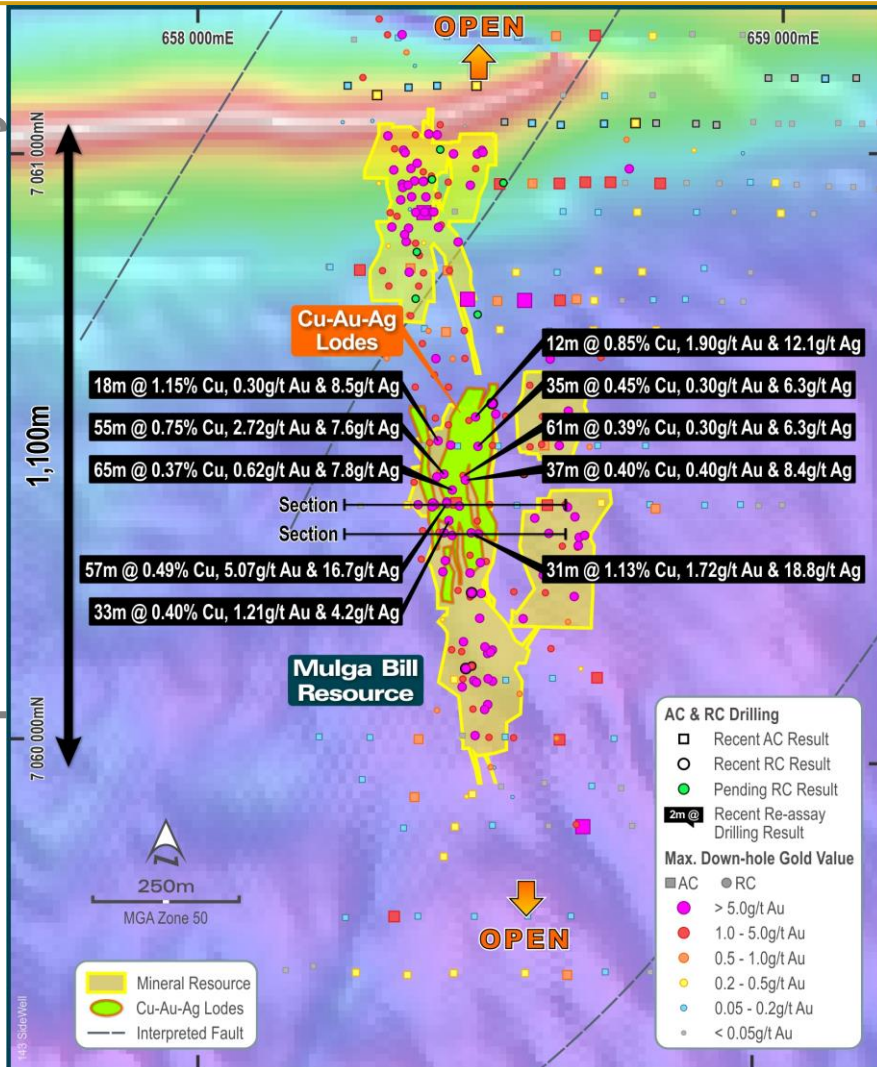 OPEN
658 000mE
659 000mE
7 061 000mN
1,100m
7 060 000mN
Cu-Au-Ag
Lodes
12m @ 0.85% Cu, 1.90g/t Au & 12.1g/t Ag
18m @ 1.15% Cu, 0.30g/t Au & 8.5g/t Ag
35m @ 0.45% Cu, 0.30g/t Au & 6.3g/t Ag
55m @ 0.75% Cu, 2.72g/t Au & 7.6g/t Ag
61m @ 0.39% Cu, 0.30g/t Au & 6.3g/t Ag
65m @ 0.37% Cu, 0.62g/t Au & 7.8g/t Ag
37m @ 0.40% Cu, 0.40g/t Au & 8.4g/t Ag
Section
Section
57m @ 0.49% Cu, 5.07g/t Au & 16.7g/t Ag
31m @ 1.13% Cu, 1.72g/t Au & 18.8g/t Ag
33m @ 0.40% Cu, 1.21g/t Au & 4.2g/t Ag
Mulga Bill
Resource
N
250m
MGA Zone 50
OPEN
Mineral Resource
Cu-Au-Ag Lodes
Interpreted Fault
143 SideWell
AC & RC Drilling
Recent AC Result
Recent RC Result
Pending RC Result
2m @
Recent Re-assay
Drilling Result
Max. Down-hole Gold Value
AC
RC
> 5.0g/t Au
1.0 - 5.0g/t Au
0.5 - 1.0g/t Au
0.2 - 0.5g/t Au
0.05 - 0.2g/t Au
< 0.05g/t Au